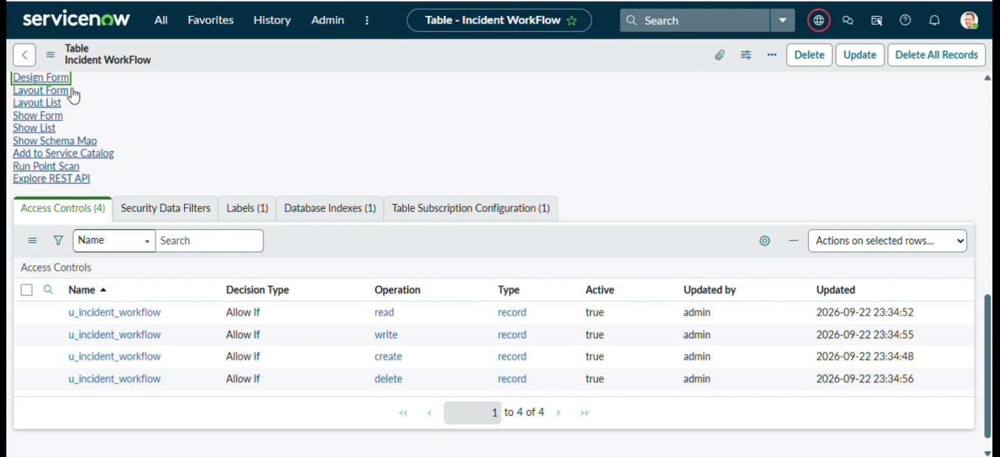 servicenow All Favorites History Admin Table - Incident WorkFlow Search
Table
Incident WorkFlow
Delete Update Delete All Records
Design Form
Layout Form
Layout List
Show Form
Show List
Show Schema Map
Add to Service Catalog
Run Point Scan
Explore REST API
Access Controls (4) Security Data Filters Labels (1) Database Indexes (1) Table Subscription Configuration (1)
Name Search Actions on selected rows...
Access Controls
Name Decision Type Operation Type Active Updated by Updated
u_incident_workflow Allow If read record true admin 2026-09-22 23:34:52
u_incident_workflow Allow If write record true admin 2026-09-22 23:34:55
u_incident_workflow Allow If create record true admin 2026-09-22 23:34:48
u_incident_workflow Allow If delete record true admin 2026-09-22 23:34:56
1 to 4 of 4